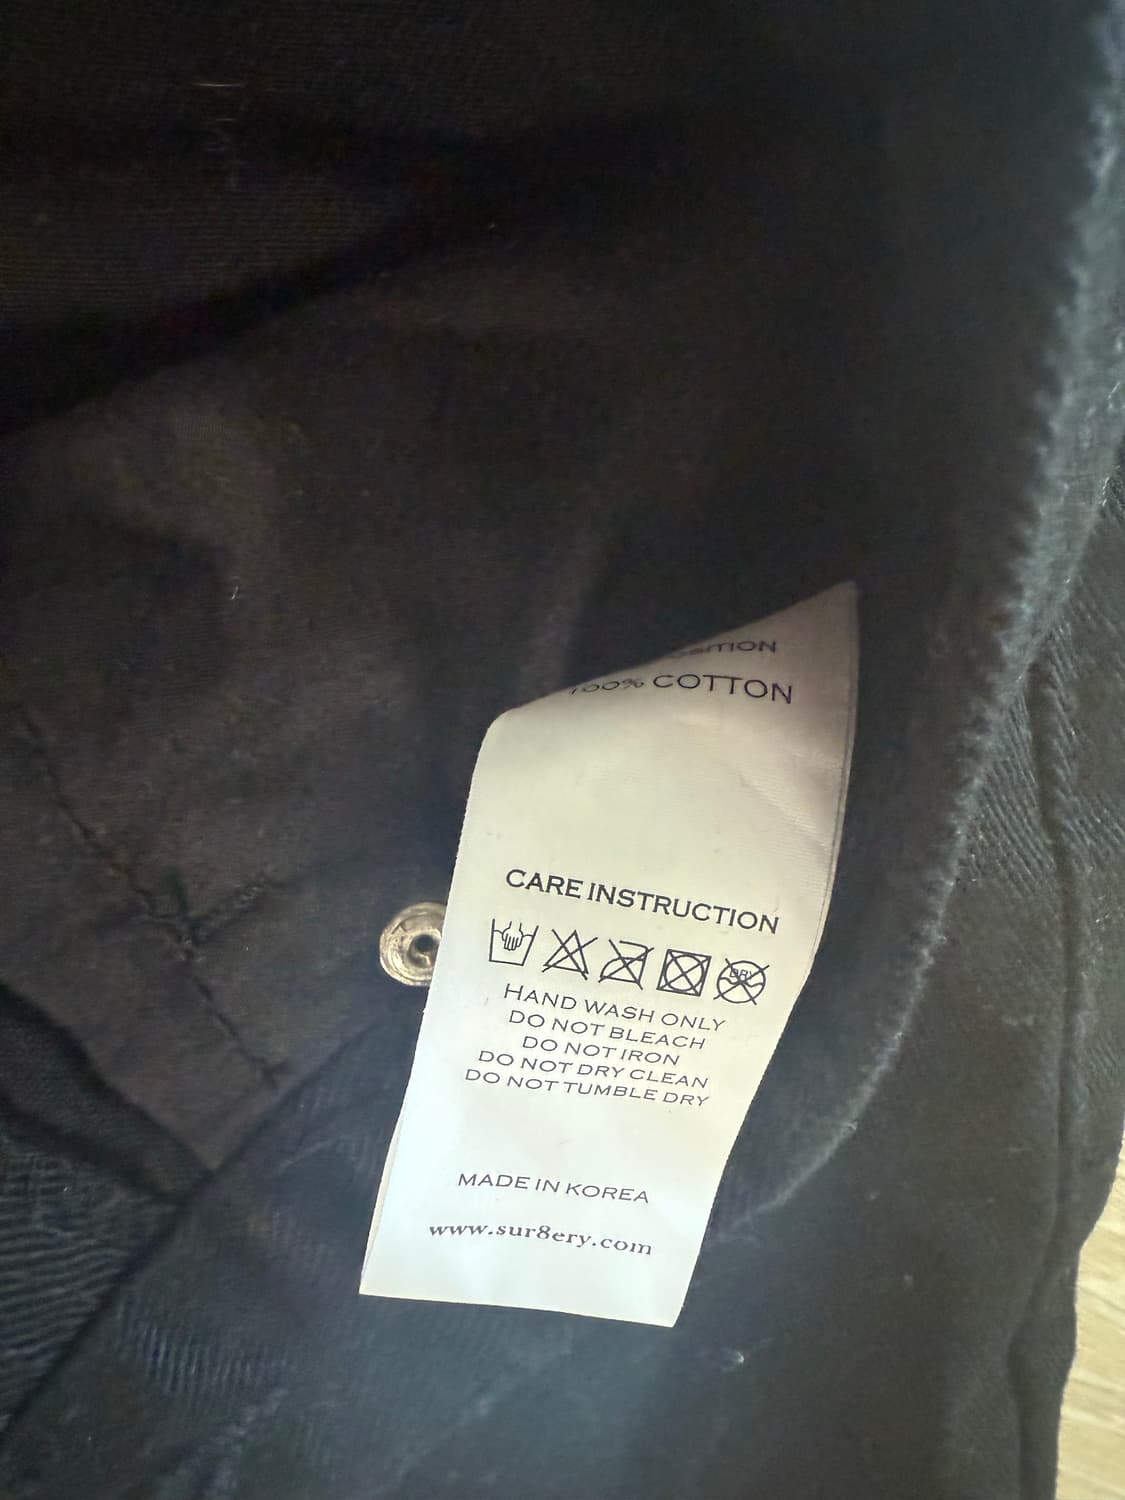 100% COTTON
CARE INSTRUCTION
DRY
HAND WASH ONLY
DO NOT BLEACH
DO NOT IRON
DO NOT DRY CLEAN
DO NOT TUMBLE DRY
MADE IN KOREA
www.sur8ery.com